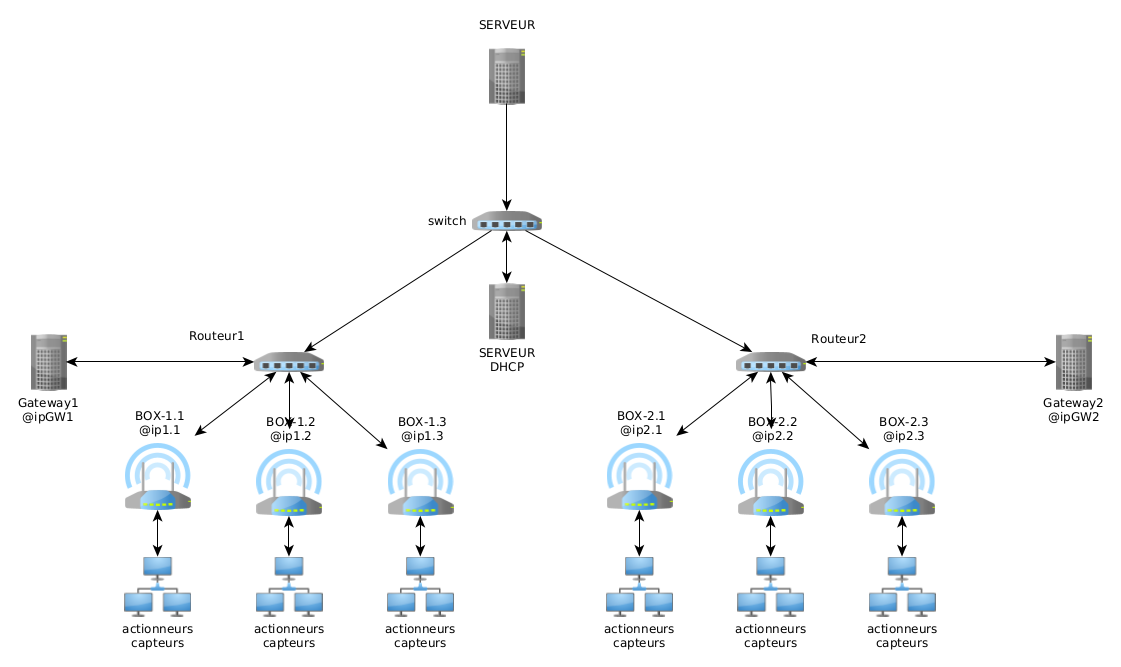 SERVEUR
switch
SERVEUR
DHCP
Routeur1
Routeur2
Gateway1
@ipGW1
Gateway2
@ipGW2
BOX-1.1
@ip1.1
BOX-1.2
@ip1.2
BOX-1.3
@ip1.3
BOX-2.1
@ip2.1
BOX-2.2
@ip2.2
BOX-2.3
@ip2.3
actionneurs
capteurs
actionneurs
capteurs
actionneurs
capteurs
actionneurs
capteurs
actionneurs
capteurs
actionneurs
capteurs